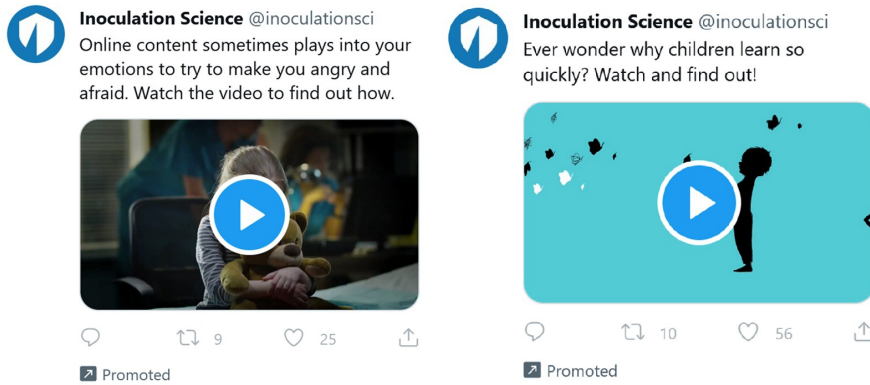 Inoculation Science @inoculationsci
Online content sometimes plays into your
emotions to try to make you angry and
afraid. Watch the video to find out how.
9
25
Promoted
Inoculation Science @inoculationsci
Ever wonder why children learn so
quickly? Watch and find out!
10
56
Promoted